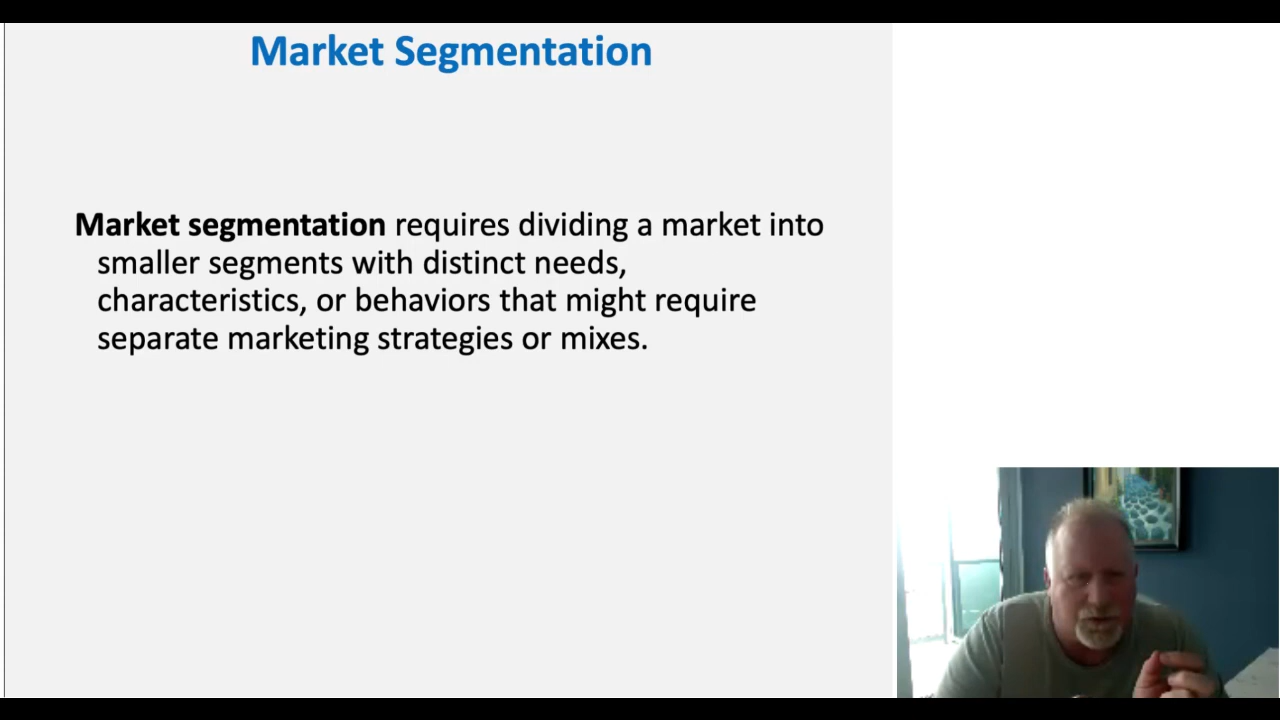 Market Segmentation
Market segmentation requires dividing a market into
smaller segments with distinct needs,
characteristics, or behaviors that might require
separate marketing strategies or mixes.